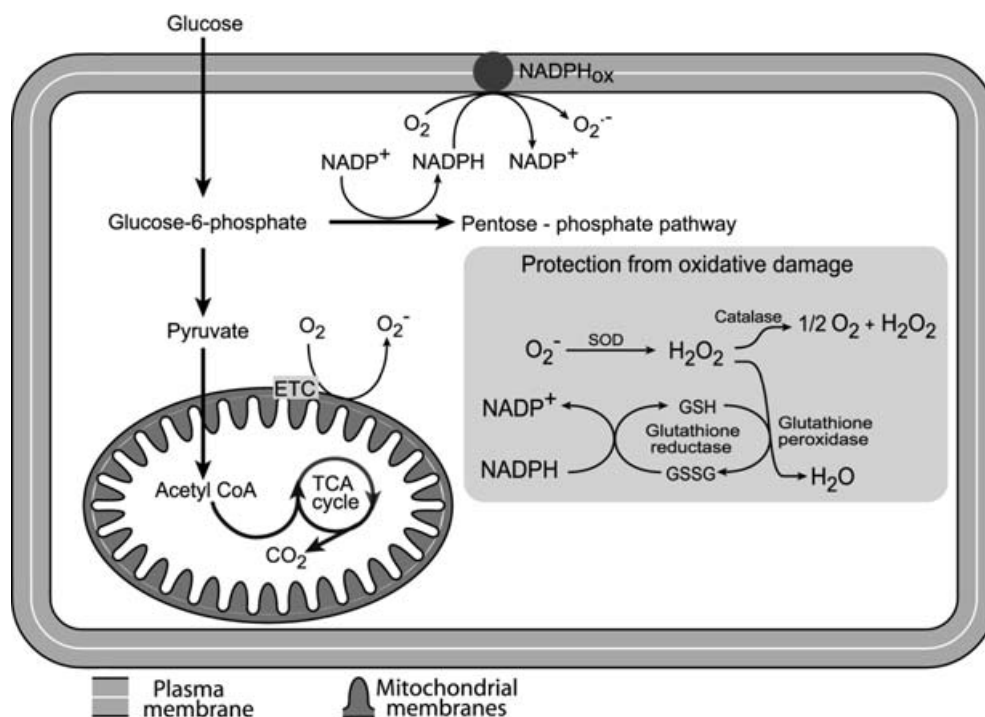 Glucose
NADPHox
O2
O2·-
NADP+
NADPH
NADP+
Glucose-6-phosphate
Pentose - phosphate pathway
Protection from oxidative damage
Pyruvate
O2
O2-
Catalase
1/2 O2 + H2O2
O2-
SOD
H2O2
ETC
NADP+
GSH
Glutathione
peroxidase
Glutathione
reductase
NADPH
GSSG
H2O
Acetyl CoA
TCA
cycle
CO2
Plasma
membrane
Mitochondrial
membranes